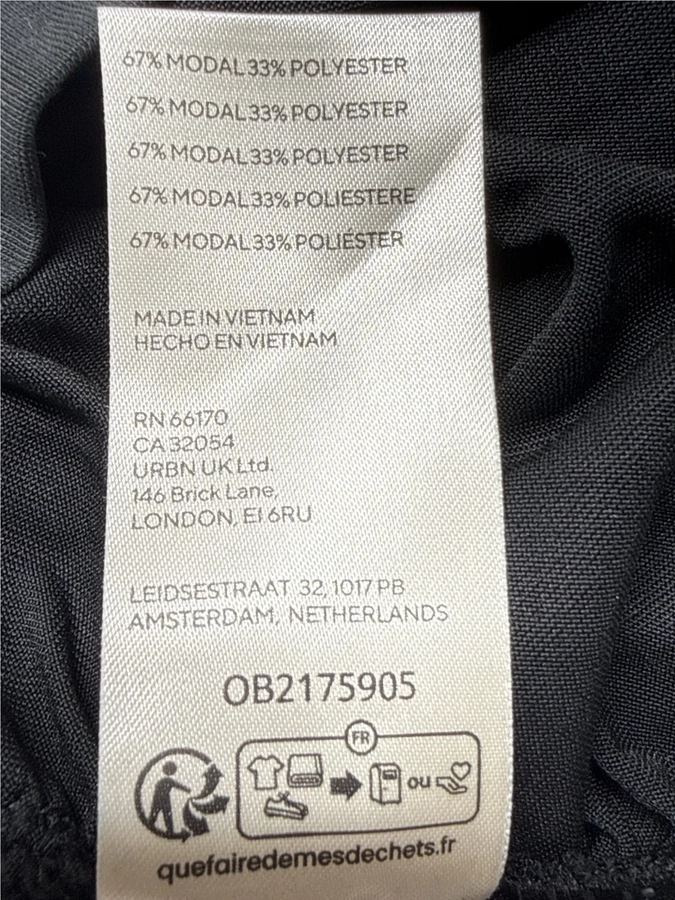 67% MODAL 33% POLYESTER
67% MODAL 33% POLYESTER
67% MODAL 33% POLYESTER
67% MODAL 33% POLIESTERE
67% MODAL 33% POLIÉSTER
MADE IN VIETNAM
HECHO EN VIETNAM
RN 66170
CA 32054
URBN UK Ltd.
146 Brick Lane,
LONDON, E1 6RU
LEIDSESTRAAT 32, 1017 PB
AMSTERDAM, NETHERLANDS
OB2175905
FR
ou
quefairedemesdechets.fr